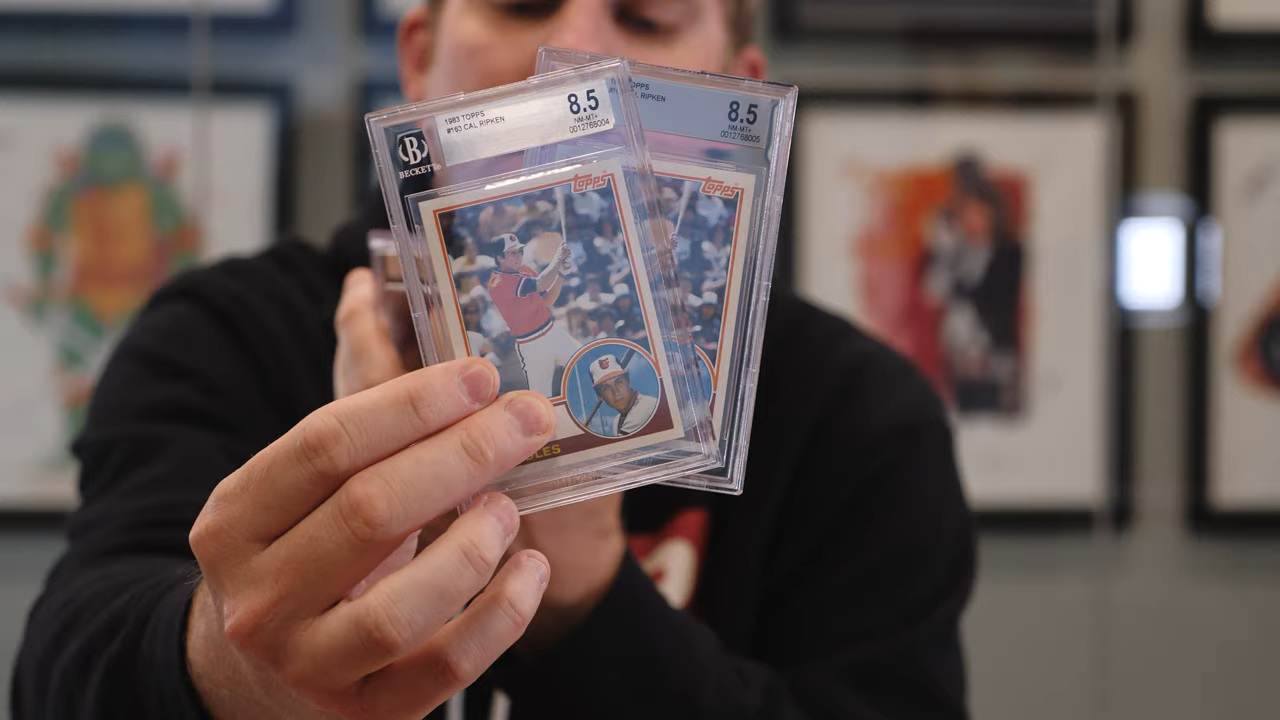 1983 TOPPS
#163 CAL RIPKEN
8.5
NM-MT+
0012768004
BECKETT
Topps
TOPPS
RIPKEN
8.5
NM-MT+
0012768005
Topps